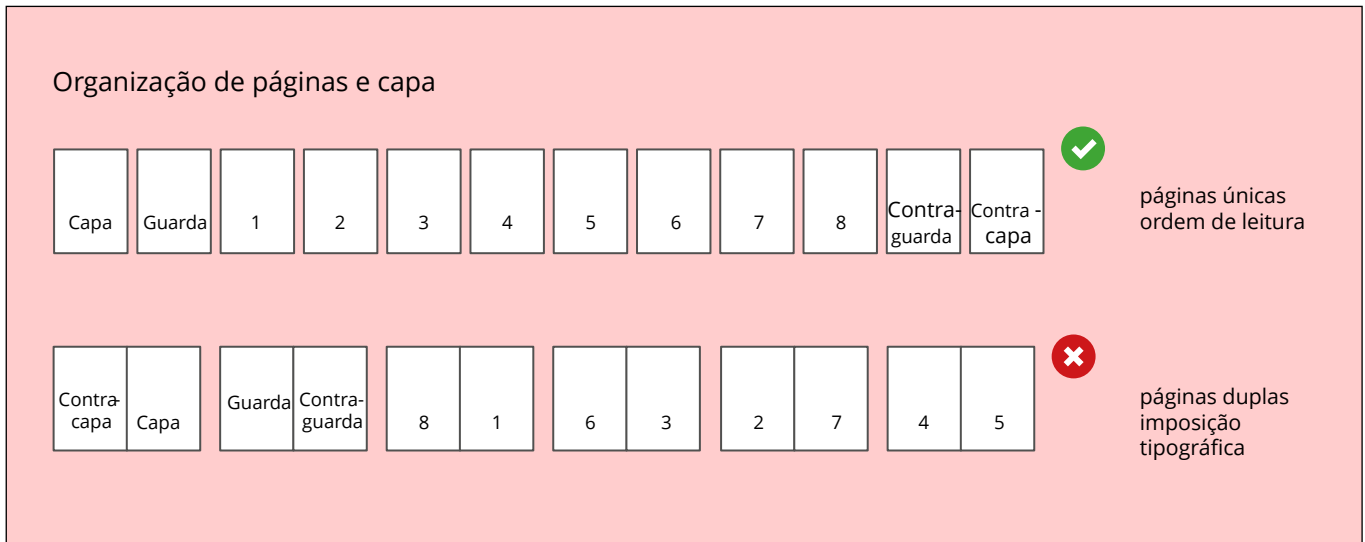 Organização de páginas e capa
Capa
Guarda
1
2
3
4
5
6
7
8
Contra-
guarda
Contra -
capa
páginas únicas
ordem de leitura
Contra-
capa
Capa
Guarda
Contra-
guarda
8
1
6
3
2
7
4
5
páginas duplas
imposição
tipográfica